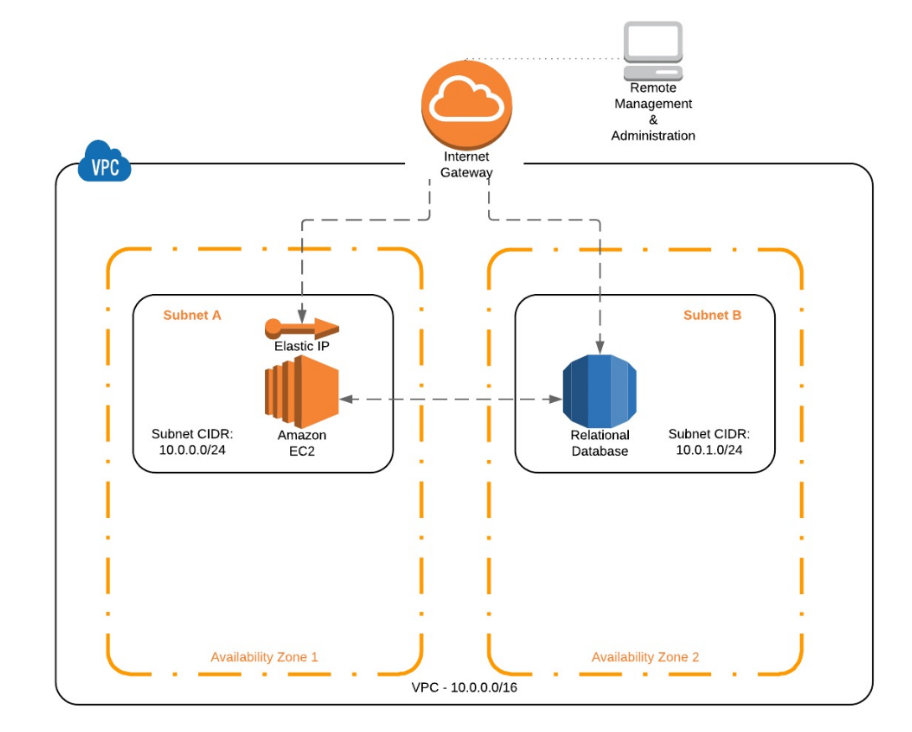 Remote
Management
&
Administration
Internet
Gateway
VPC
Subnet A
Subnet B
Elastic IP
Subnet CIDR:
10.0.0.0/24
Amazon
EC2
Relational
Database
Subnet CIDR:
10.0.1.0/24
Availability Zone 1
Availability Zone 2
VPC - 10.0.0.0/16